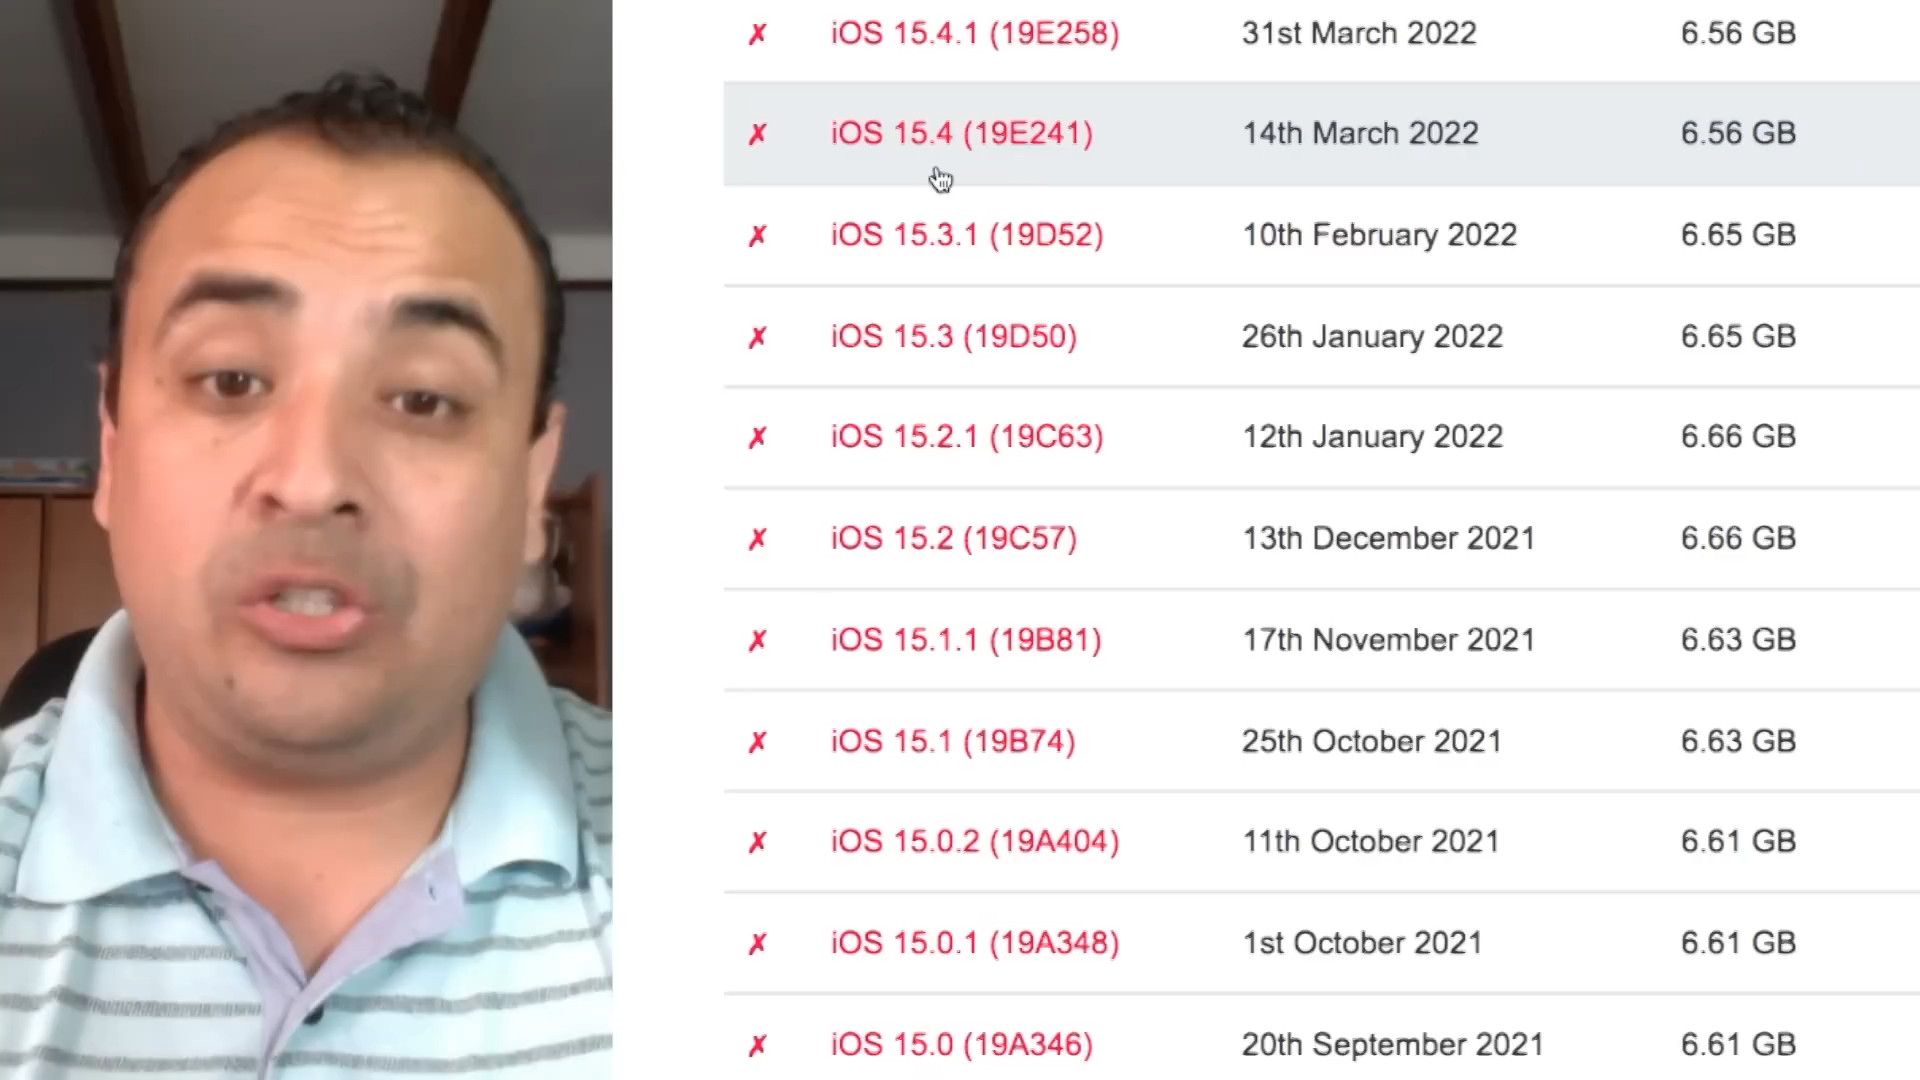 ✗ iOS 15.4.1 (19E258) 31st March 2022 6.56 GB
✗ iOS 15.4 (19E241) 14th March 2022 6.56 GB
✗ iOS 15.3.1 (19D52) 10th February 2022 6.65 GB
✗ iOS 15.3 (19D50) 26th January 2022 6.65 GB
✗ iOS 15.2.1 (19C63) 12th January 2022 6.66 GB
✗ iOS 15.2 (19C57) 13th December 2021 6.66 GB
✗ iOS 15.1.1 (19B81) 17th November 2021 6.63 GB
✗ iOS 15.1 (19B74) 25th October 2021 6.63 GB
✗ iOS 15.0.2 (19A404) 11th October 2021 6.61 GB
✗ iOS 15.0.1 (19A348) 1st October 2021 6.61 GB
✗ iOS 15.0 (19A346) 20th September 2021 6.61 GB